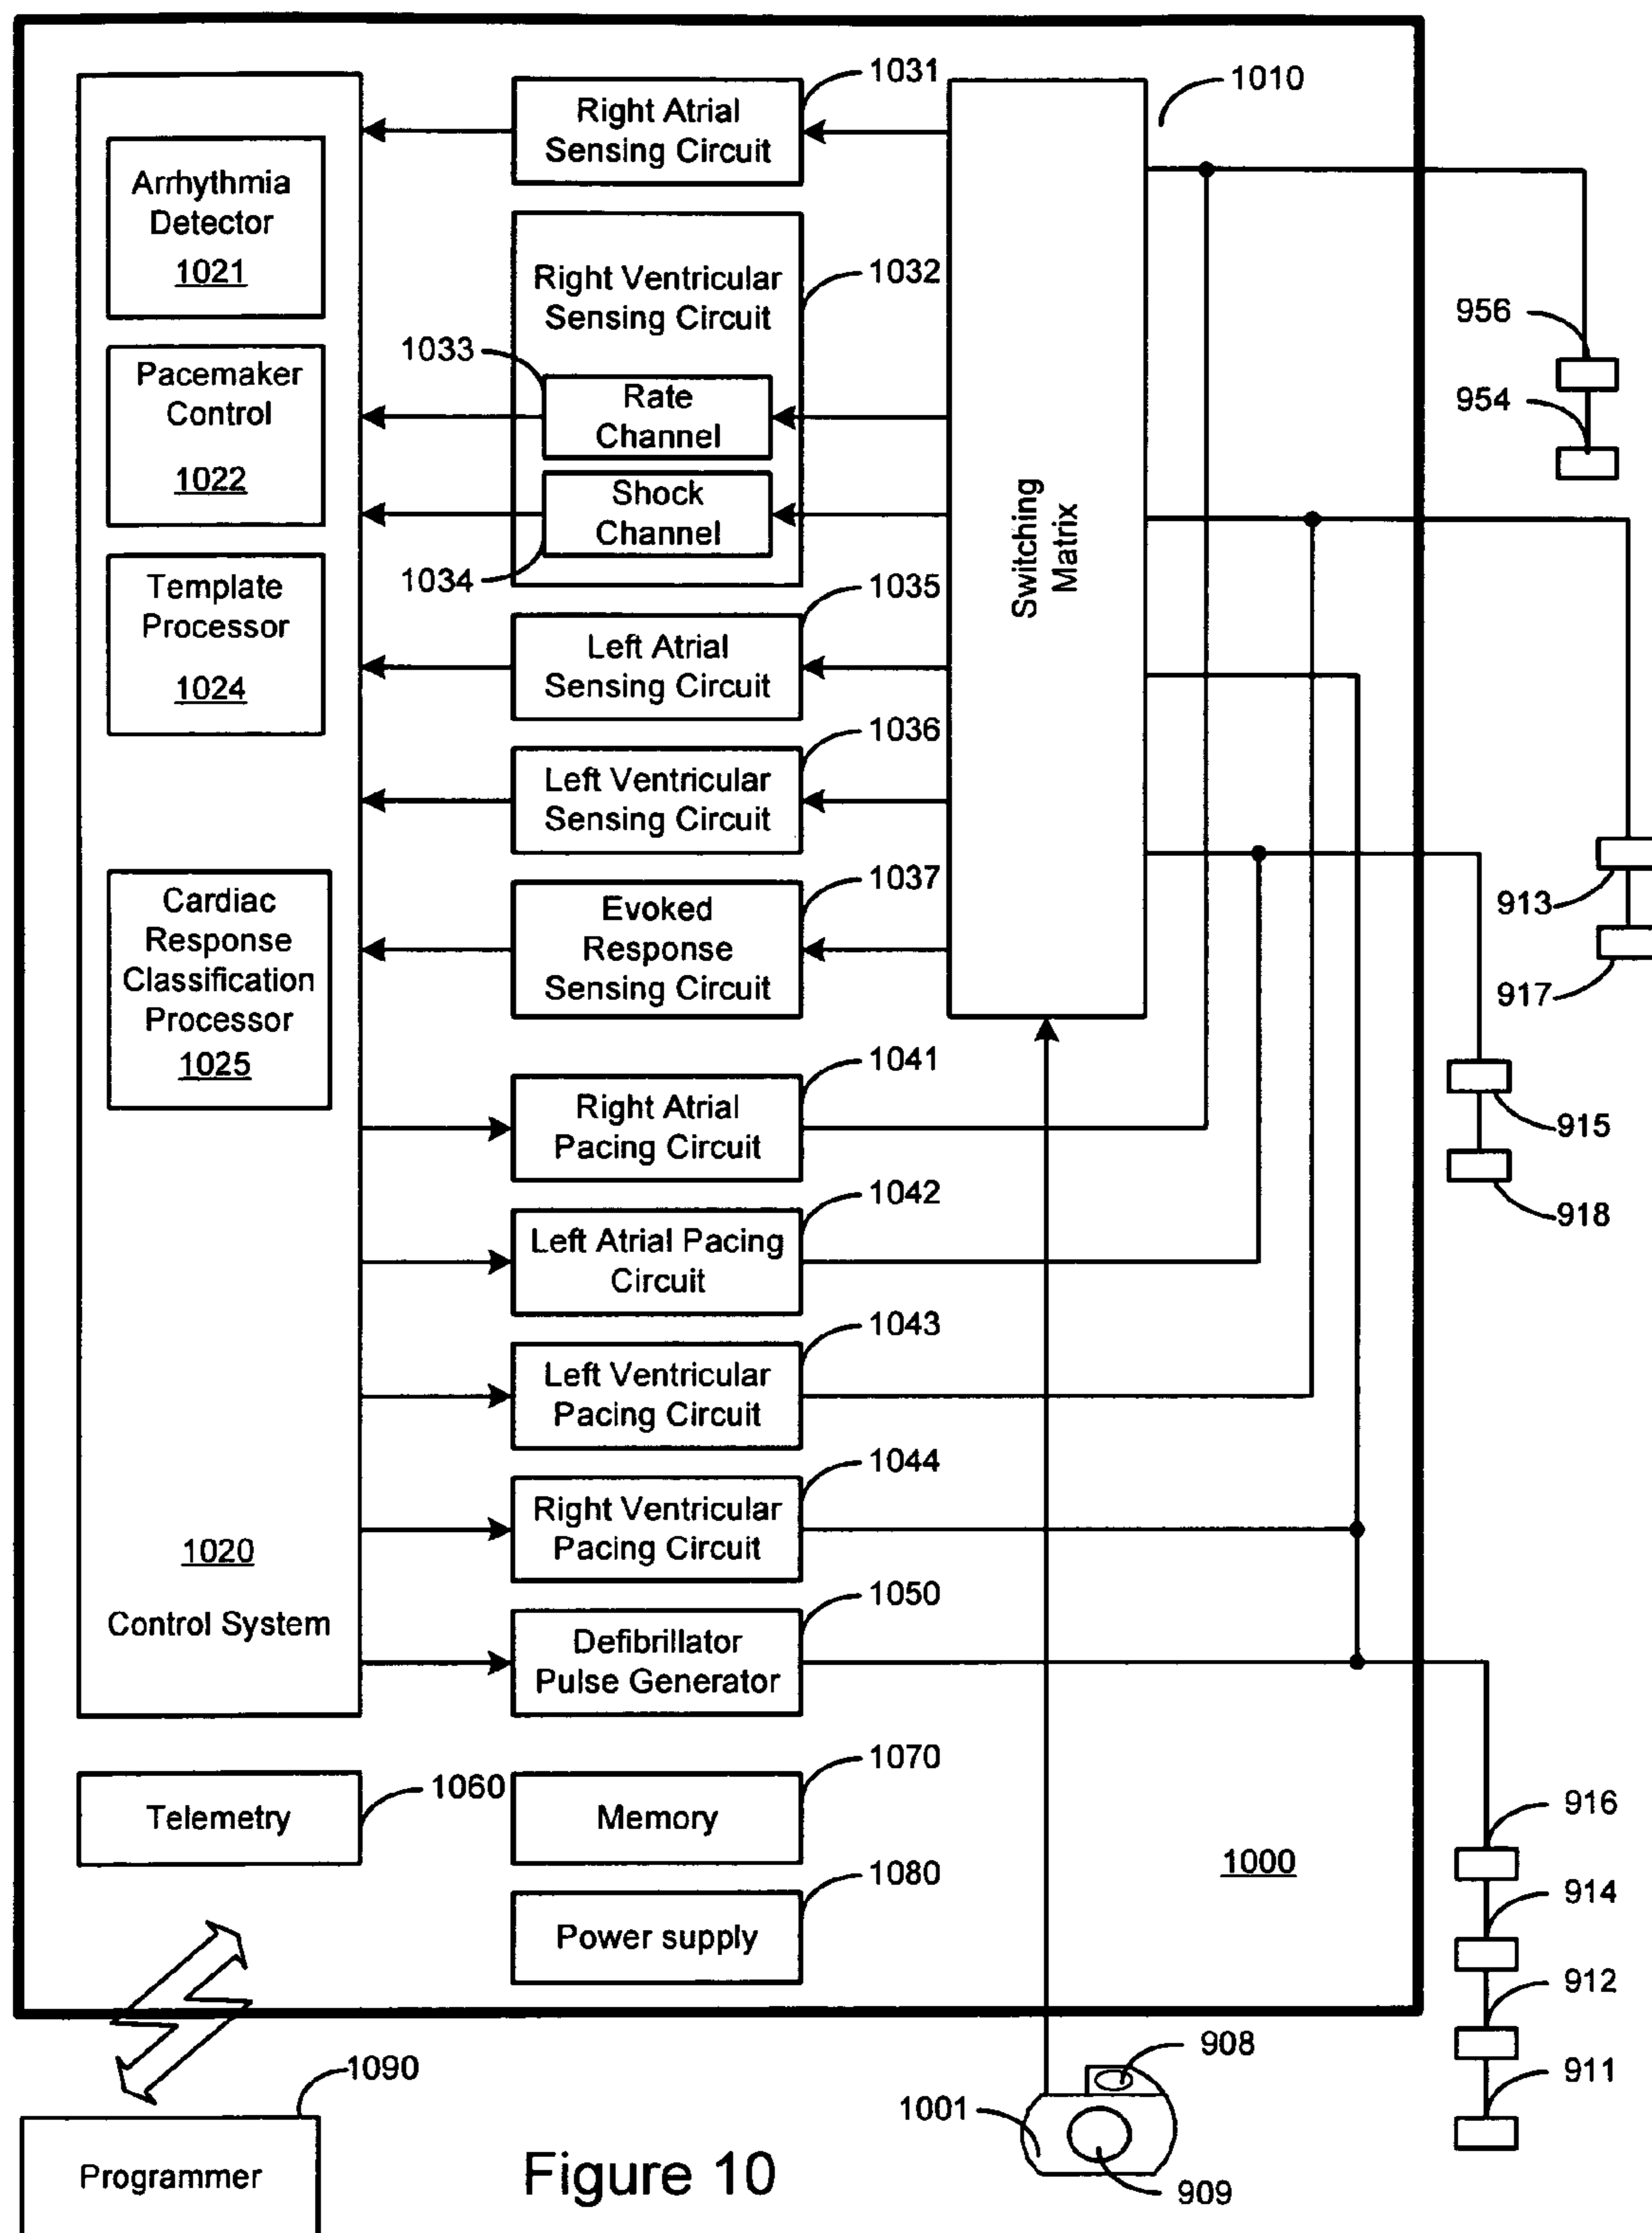 1031
1010
Right Atrial
Sensing Circuit
Arrhythmia
Detector
1021
Right Ventricular
Sensing Circuit
1032
1033
Rate
Channel
Shock
Channel
1034
Pacemaker
Control
1022
956
954
Switching
Matrix
Template
Processor
1024
1035
Left Atrial
Sensing Circuit
1036
Left Ventricular
Sensing Circuit
1037
Evoked
Response
Sensing Circuit
Cardiac
Response
Classification
Processor
1025
913
917
1041
Right Atrial
Pacing Circuit
915
918
1042
Left Atrial Pacing
Circuit
1043
Left Ventricular
Pacing Circuit
1044
Right Ventricular
Pacing Circuit
1020
Control System
1050
Defibrillator
Pulse Generator
1060
Telemetry
1070
Memory
1080
Power supply
1000
916
914
912
911
1090
Programmer
908
1001
909
Figure 10